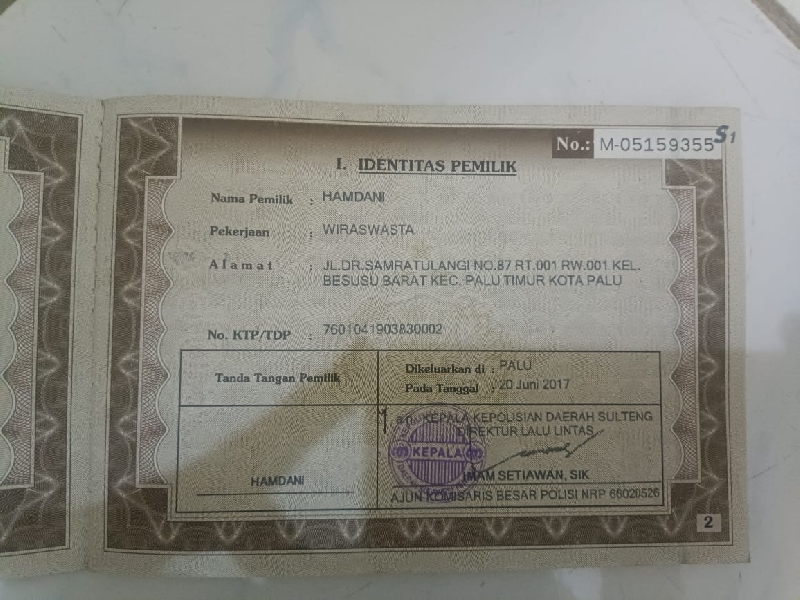 No.: M-05159355 S1
I. IDENTITAS PEMILIK
Nama Pemilik : HAMDANI
Pekerjaan : WIRASWASTA
Alamat : JL.DR.SAMRATULANGI NO.87 RT.001 RW.001 KEL.
BESUSU BARAT KEC. PALU TIMUR KOTA PALU
No. KTP/TDP : 7601041903830002
Tanda Tangan Pemilik
Dikeluarkan di : PALU
Pada Tanggal : 20 Juni 2017
KEPALA KEPOLISIAN DAERAH SULTENG
DIREKTUR LALU LINTAS
KEPALA
HAMDANI
IMAM SETIAWAN, SIK
AJUN KOMISARIS BESAR POLISI NRP 66020526
2